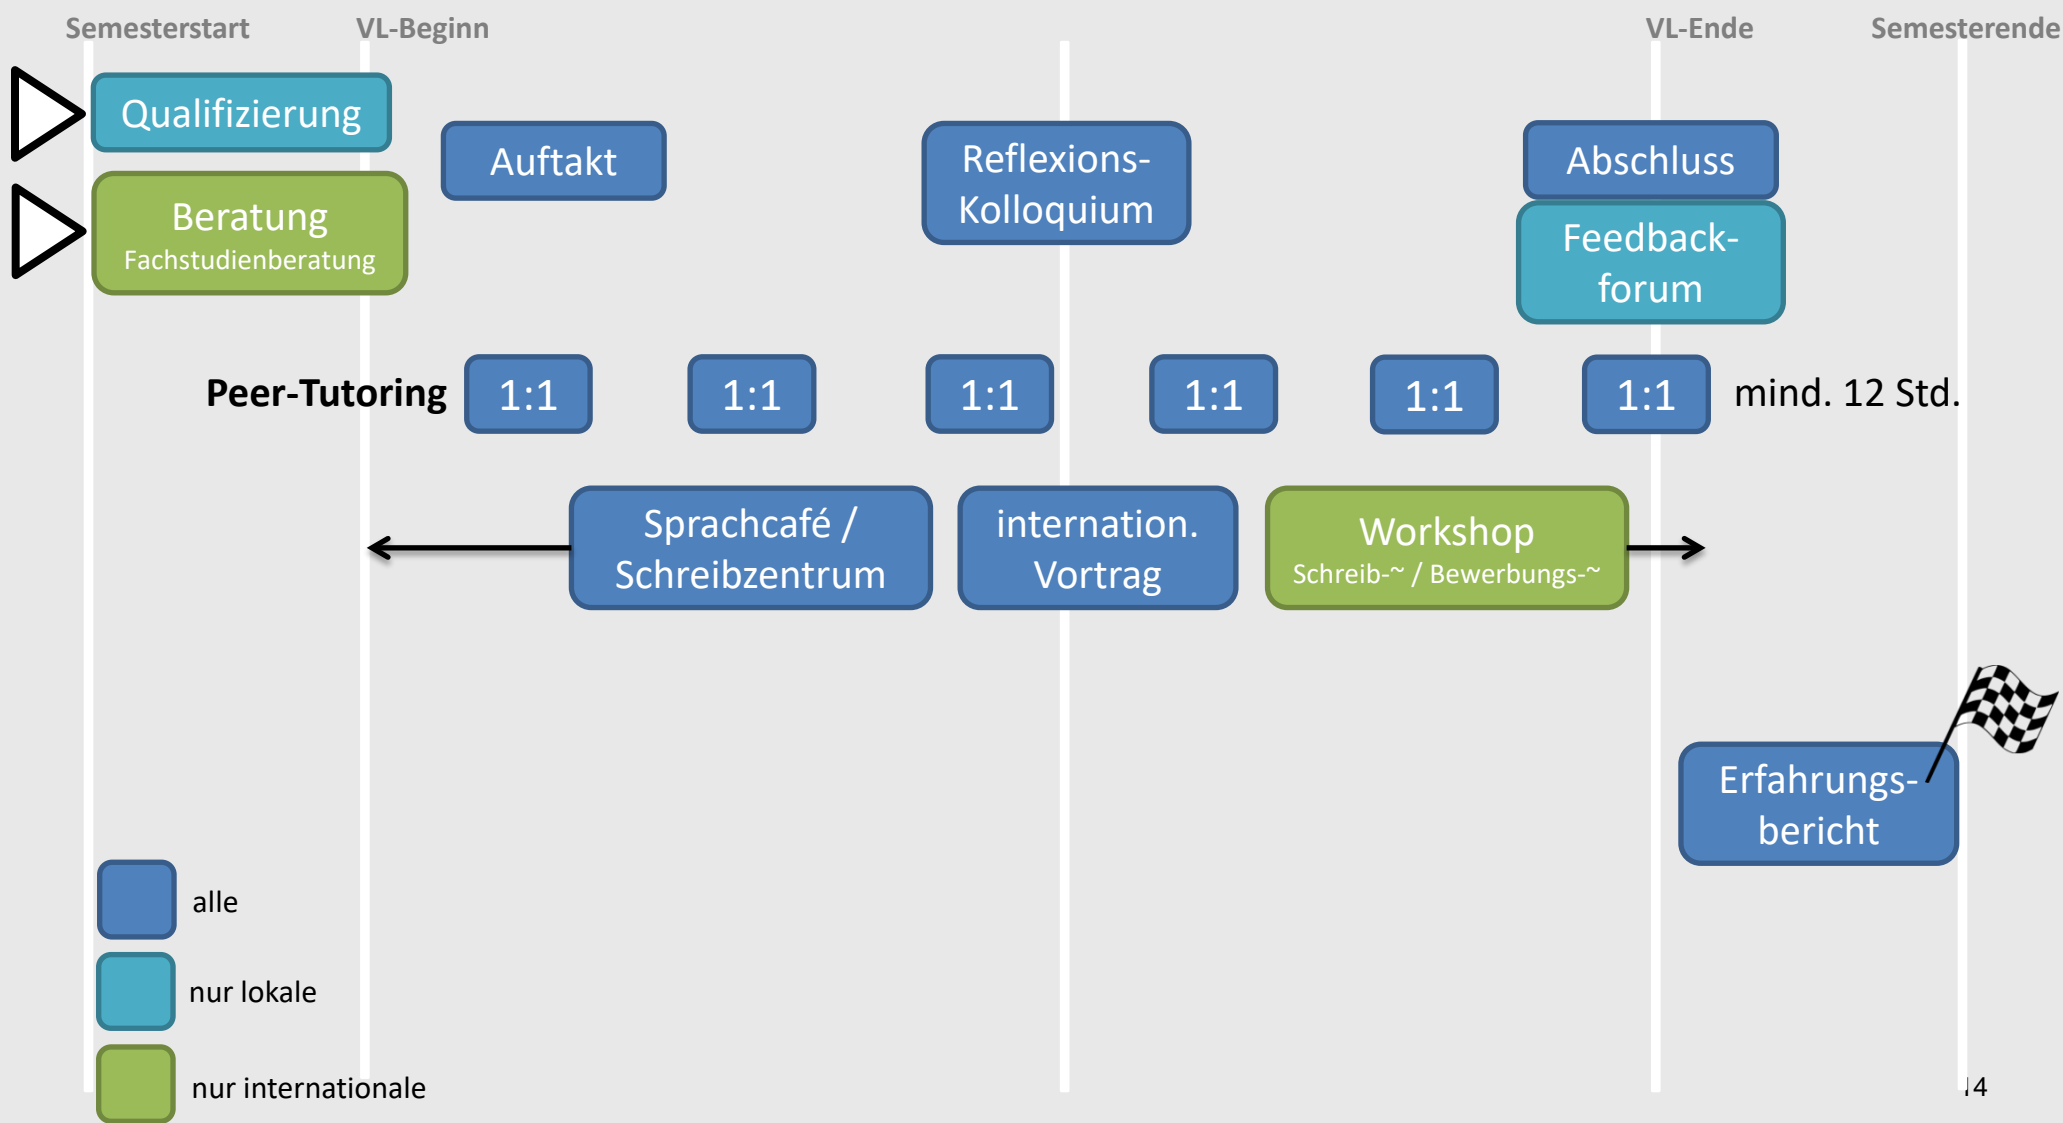 Semesterstart
VL-Beginn
VL-Ende
Semesterende
Qualifizierung
Beratung
Fachstudienberatung
Auftakt
Reflexions-
Kolloquium
Abschluss
Feedback-
forum
Peer-Tutoring
1:1
1:1
1:1
1:1
1:1
1:1
mind. 12 Std.
Sprachcafé /
Schreibzentrum
internation.
Vortrag
Workshop
Schreib-~ / Bewerbungs-~
Erfahrungs-
bericht
alle
nur lokale
nur internationale
14